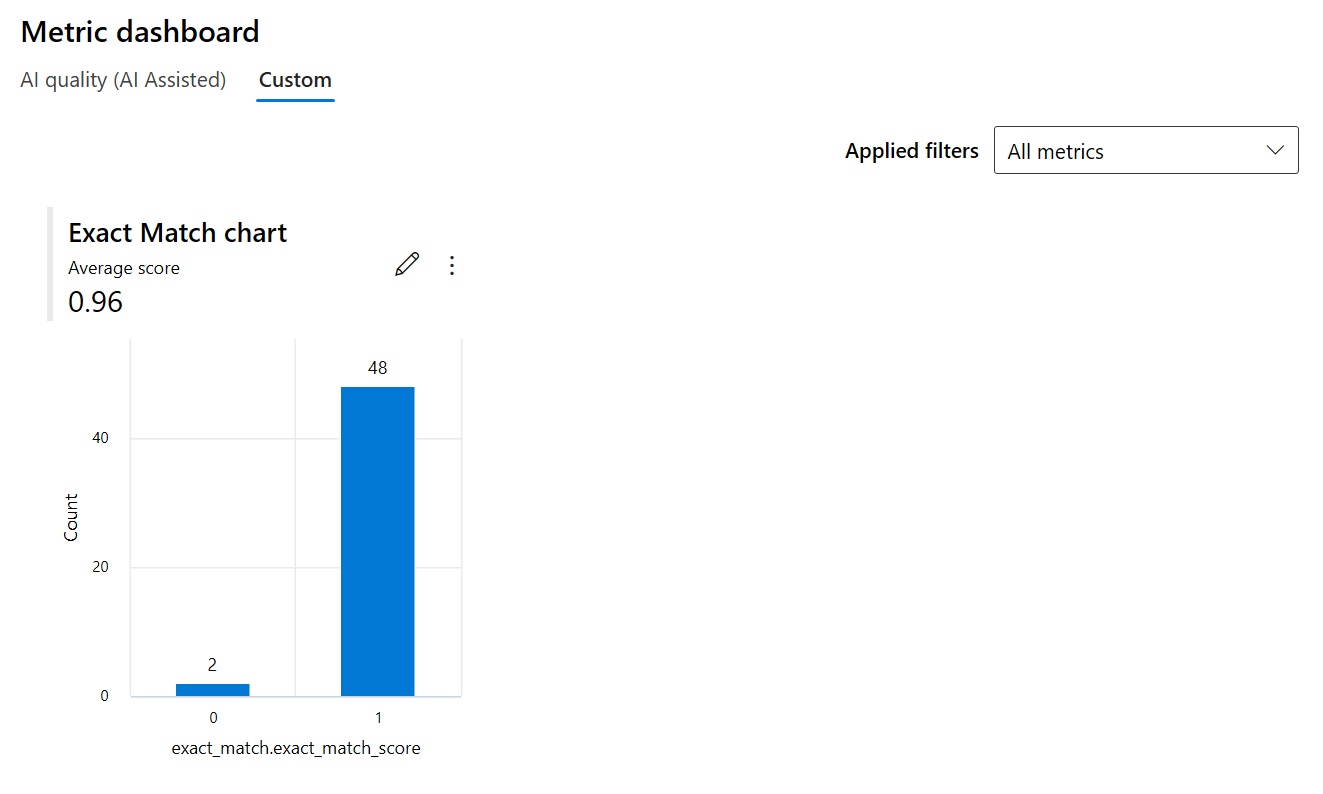 Metric dashboard
AI quality (AI Assisted) Custom
Applied filters All metrics
Exact Match chart
Average score
0.96
48
40
Count
20
2
0
0 1
exact_match.exact_match_score